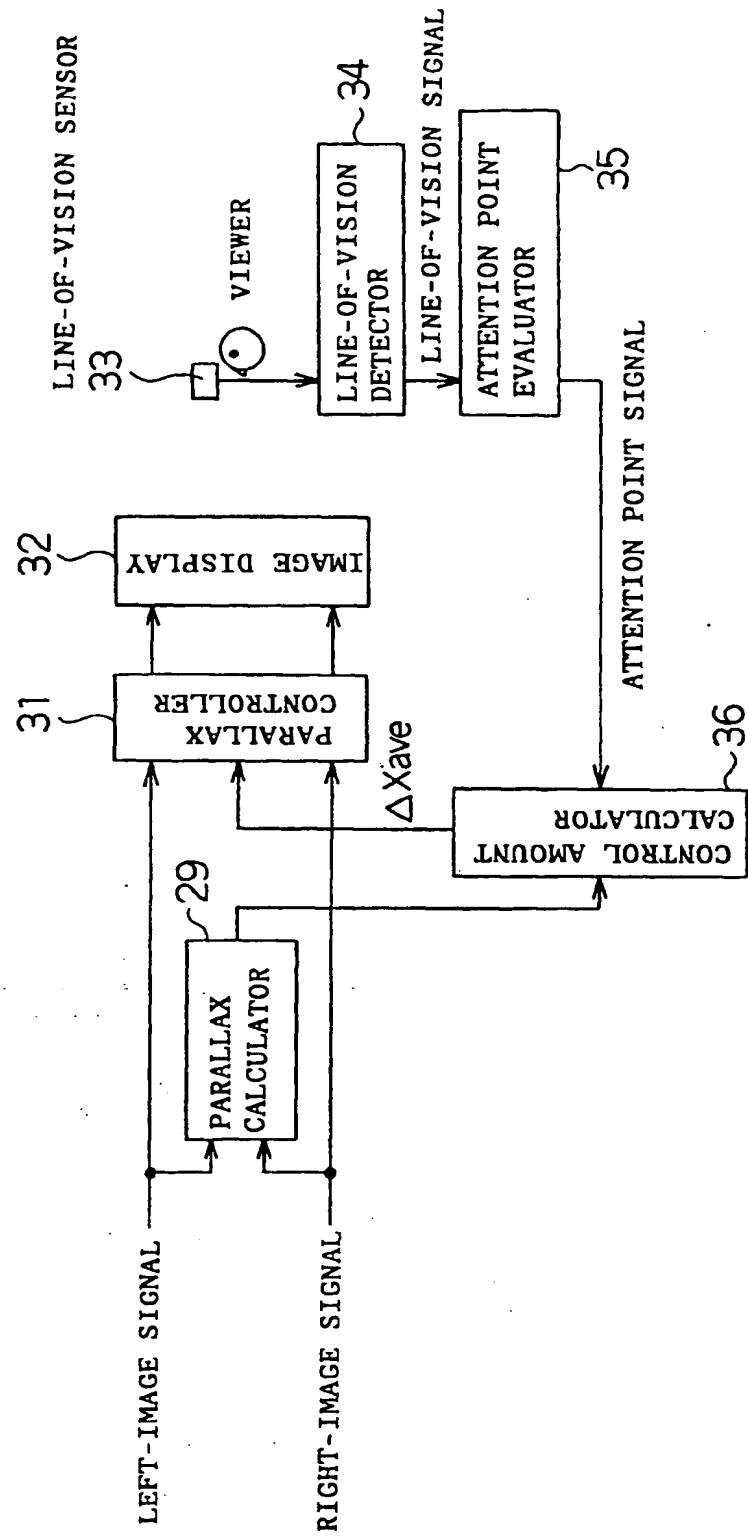 LEFT-IMAGE SIGNAL
RIGHT-IMAGE SIGNAL
29
PARALLAX
CALCULATOR
31
PARALLAX
CONTROLLER
32
IMAGE DISPLAY
ΔXave
36
CONTROL AMOUNT
CALCULATOR
LINE-OF-VISION SENSOR
33
VIEWER
34
LINE-OF-VISION
DETECTOR
LINE-OF-VISION SIGNAL
ATTENTION POINT
EVALUATOR
35
ATTENTION POINT SIGNAL